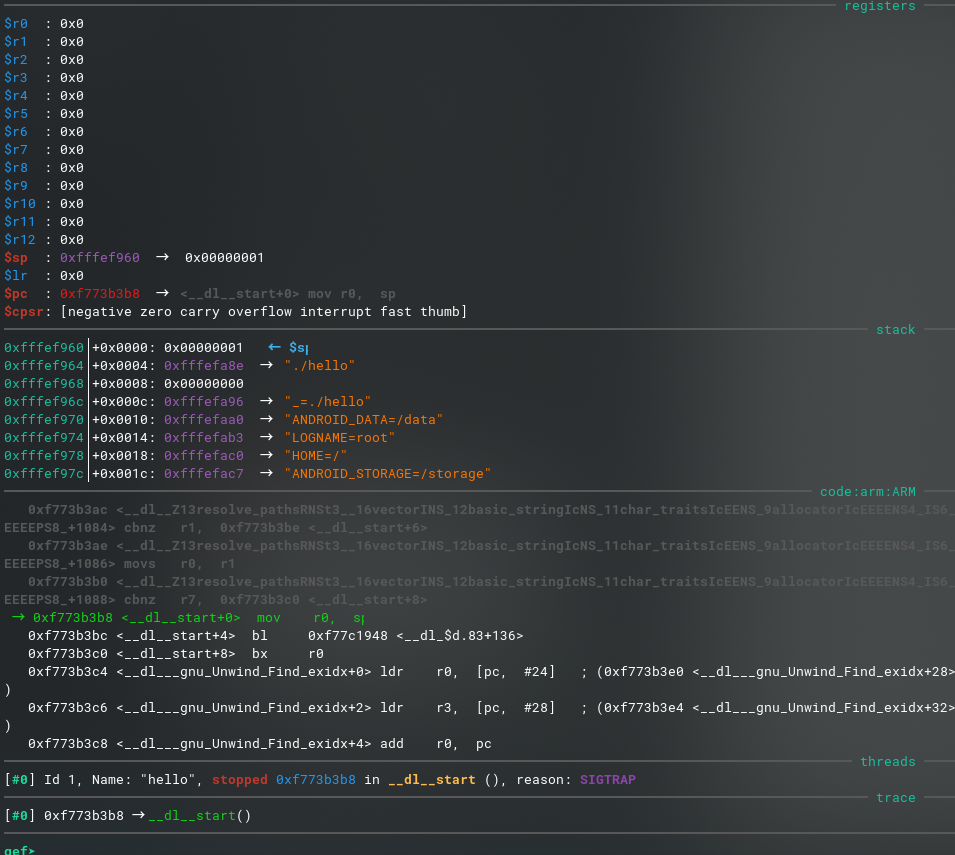 registers
$r0 : 0x0
$r1 : 0x0
$r2 : 0x0
$r3 : 0x0
$r4 : 0x0
$r5 : 0x0
$r6 : 0x0
$r7 : 0x0
$r8 : 0x0
$r9 : 0x0
$r10 : 0x0
$r11 : 0x0
$r12 : 0x0
$sp : 0xfffef960 → 0x00000001
$lr : 0x0
$pc : 0xf773b3b8 → <__dl__start+0> mov r0, sp
$cpsr: [negative zero carry overflow interrupt fast thumb]
stack
0xfffef960│+0x0000: 0x00000001 ← $sp
0xfffef964│+0x0004: 0xfffefa8e → "./hello"
0xfffef968│+0x0008: 0x00000000
0xfffef96c│+0x000c: 0xfffefa96 → "_=./hello"
0xfffef970│+0x0010: 0xfffefaa0 → "ANDROID_DATA=/data"
0xfffef974│+0x0014: 0xfffefab3 → "LOGNAME=root"
0xfffef978│+0x0018: 0xfffefac0 → "HOME=/"
0xfffef97c│+0x001c: 0xfffefac7 → "ANDROID_STORAGE=/storage"
code:arm:ARM
0xf773b3ac <__dl__Z13resolve_pathsRNSt3__16vectorINS_12basic_stringIcNS_11char_traitsIcEENS_9allocatorIcEEEENS4_IS6_
EEEEPS8_+1084> cbnz r1, 0xf773b3be <__dl__start+6>
0xf773b3ae <__dl__Z13resolve_pathsRNSt3__16vectorINS_12basic_stringIcNS_11char_traitsIcEENS_9allocatorIcEEEENS4_IS6_
EEEEPS8_+1086> movs r0, r1
0xf773b3b0 <__dl__Z13resolve_pathsRNSt3__16vectorINS_12basic_stringIcNS_11char_traitsIcEENS_9allocatorIcEEEENS4_IS6_
EEEEPS8_+1088> cbnz r7, 0xf773b3c0 <__dl__start+8>
→ 0xf773b3b8 <__dl__start+0> mov r0, sp
0xf773b3bc <__dl__start+4> bl 0xf77c1948 <__dl_$d.83+136>
0xf773b3c0 <__dl__start+8> bx r0
0xf773b3c4 <__dl___gnu_Unwind_Find_exidx+0> ldr r0, [pc, #24] ; (0xf773b3e0 <__dl___gnu_Unwind_Find_exidx+28>
)
0xf773b3c6 <__dl___gnu_Unwind_Find_exidx+2> ldr r3, [pc, #28] ; (0xf773b3e4 <__dl___gnu_Unwind_Find_exidx+32>
)
0xf773b3c8 <__dl___gnu_Unwind_Find_exidx+4> add r0, pc
threads
[#0] Id 1, Name: "hello", stopped 0xf773b3b8 in __dl__start (), reason: SIGTRAP
trace
[#0] 0xf773b3b8 → __dl__start()
gef➤